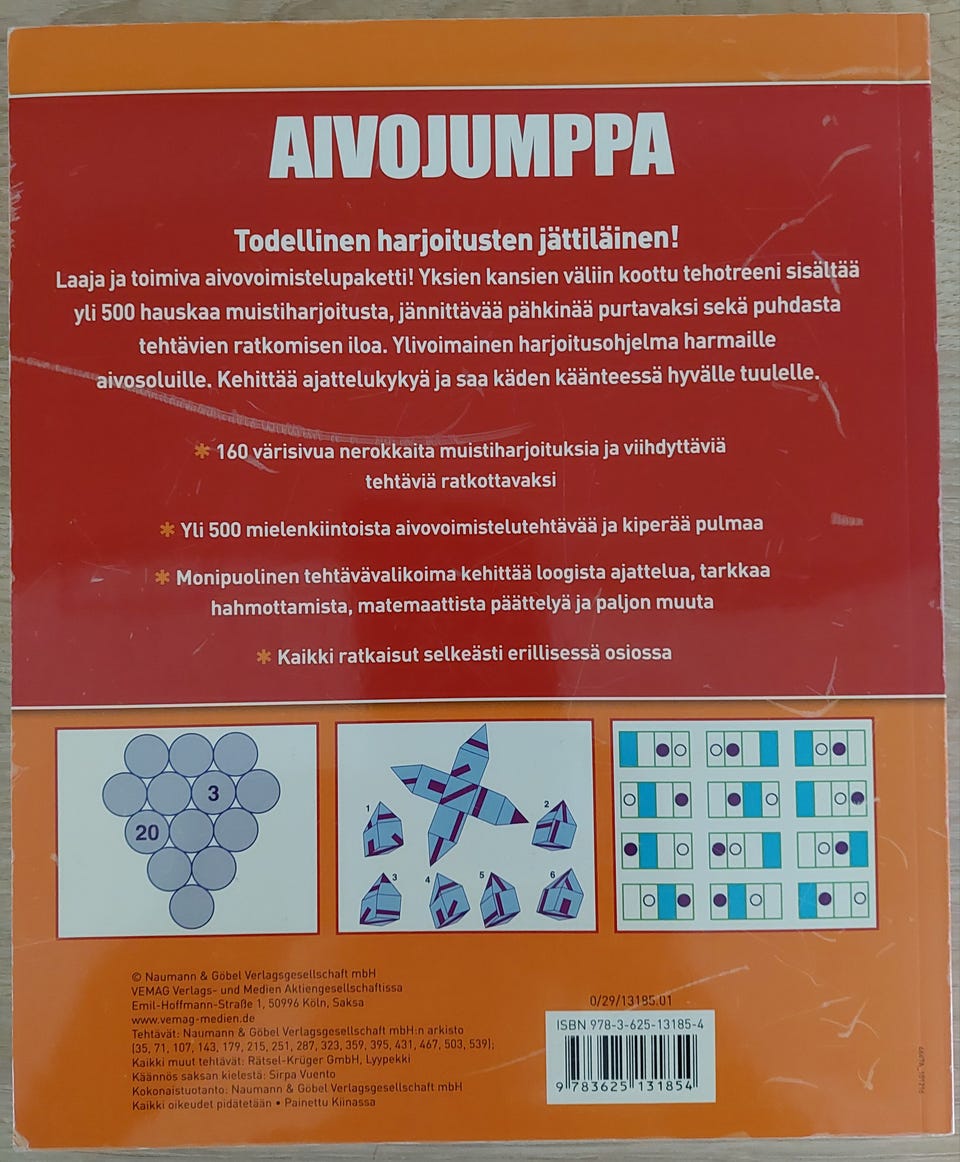 AIVOJUMPPA
Todellinen harjoitusten jättiläinen!
Laaja ja toimiva aivovoimistelupaketti! Yksien kansien väliin koottu tehotreeni sisältää
yli 500 hauskaa muistiharjoitusta, jännittävää pähkinää purtavaksi sekä puhdasta
tehtävien ratkomisen iloa. Ylivoimainen harjoitusohjelma harmaille
aivosoluille. Kehittää ajattelukykyä ja saa käden käänteessä hyvälle tuulelle.
* 160 värisivua nerokkaita muistiharjoituksia ja viihdyttäviä
tehtäviä ratkottavaksi
* Yli 500 mielenkiintoista aivovoimistelutehtävää ja kiperää pulmaa
* Monipuolinen tehtävävalikoima kehittää loogista ajattelua, tarkkaa
hahmottamista, matemaattista päättelyä ja paljon muuta
* Kaikki ratkaisut selkeästi erillisessä osiossa
3
20
1
2
3
4
5
6
© Naumann & Göbel Verlagsgesellschaft mbH
VEMAG Verlags- und Medien Aktiengesellschaft
Emil-Hoffmann-Straße 1, 50996 Köln, Saksa
www.vemag-medien.de
Tehtävät: Naumann & Göbel Verlagsgesellschaft mbH:n arkisto
(35, 71, 107, 143, 179, 215, 251, 287, 323, 359, 395, 431, 467, 503, 539);
Kaikki muut tehtävät: Rätsel-Krüger GmbH, Lyypekki
Käännös saksan kielestä: Sirpa Vuento
Kokonaistuotanto: Naumann & Göbel Verlagsgesellschaft mbH
Kaikki oikeudet pidätetään • Painettu Kiinassa
0/29/13185.01
ISBN 978-3-625-13185-4
9 783625 131854